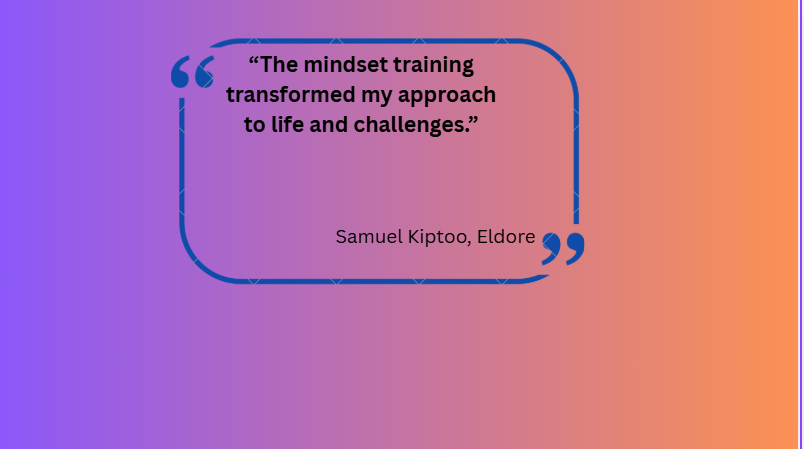 “The mindset training
transformed my approach
to life and challenges.”
Samuel Kiptoo, Eldore